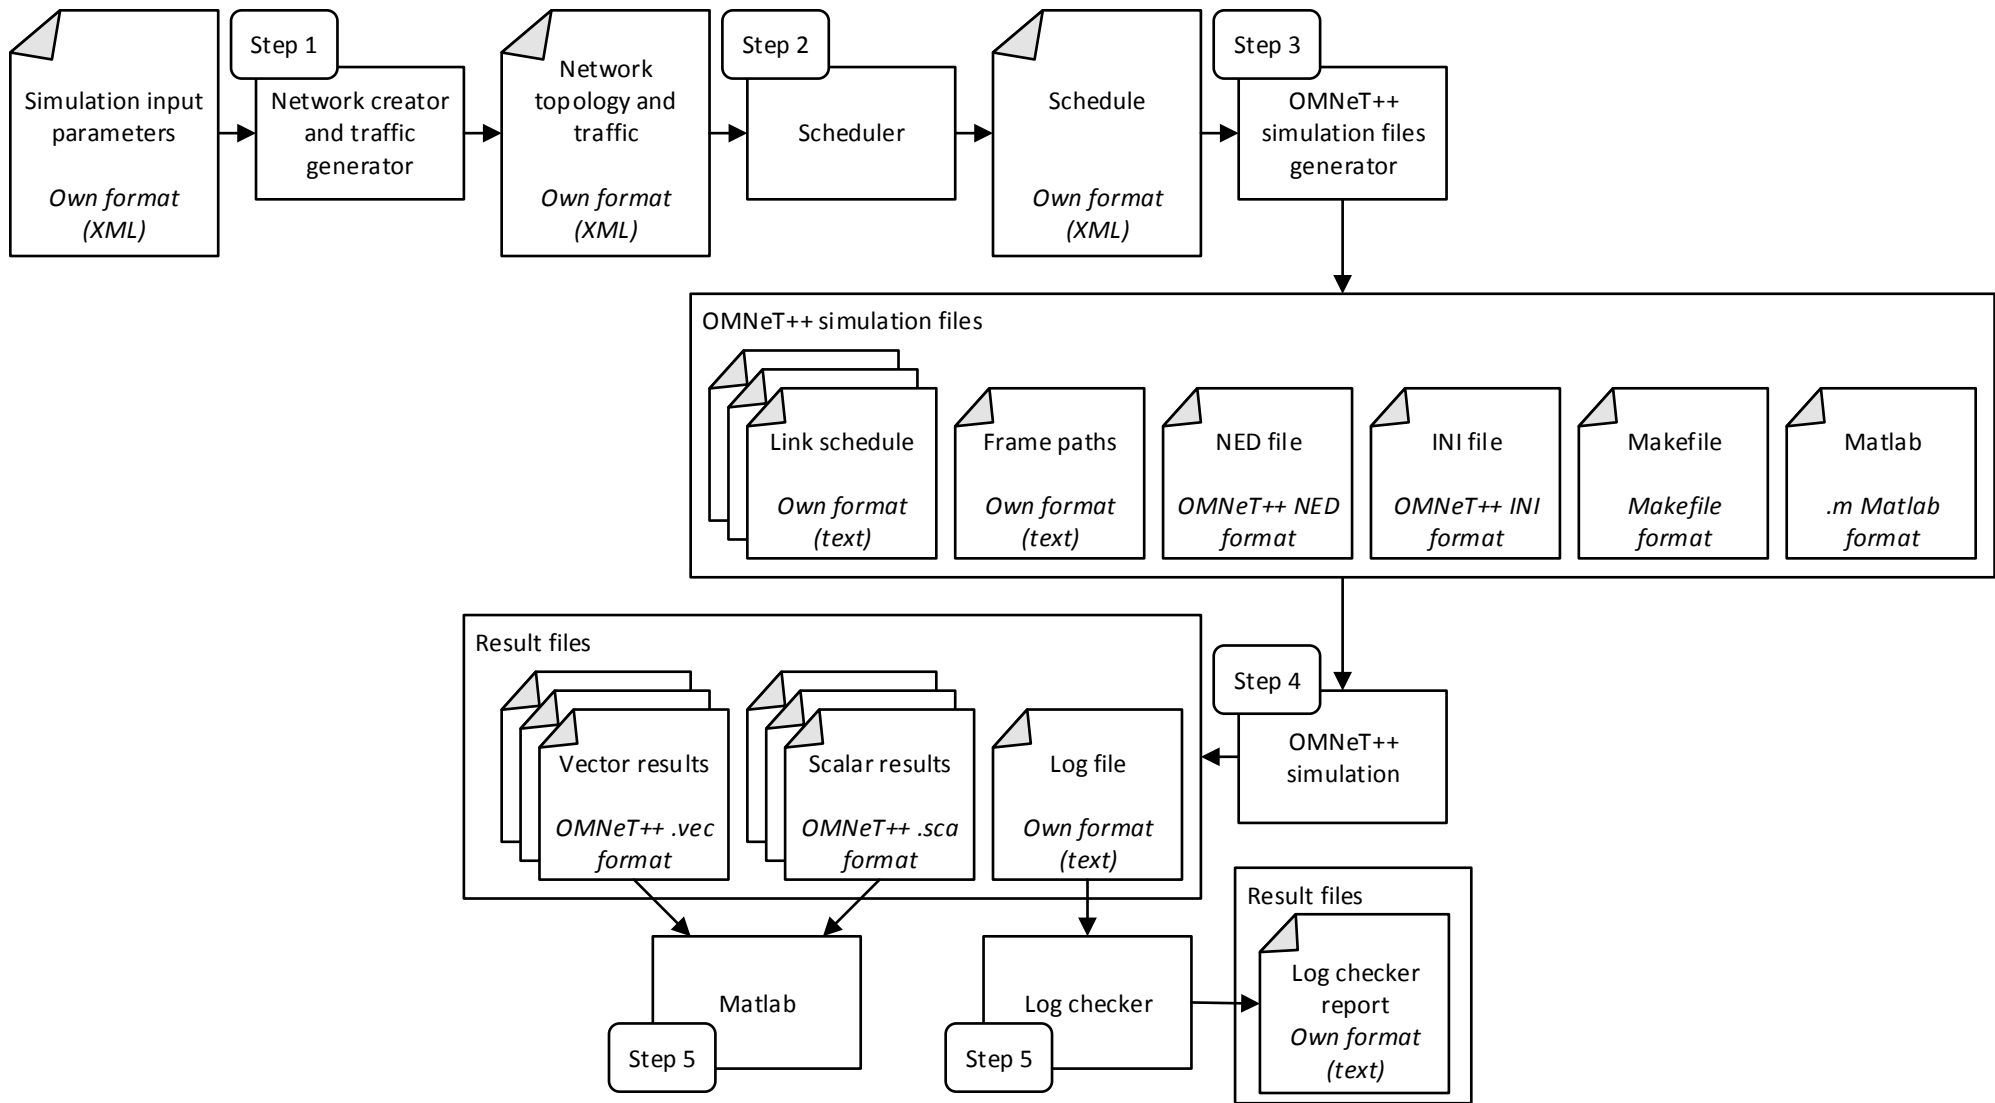 Step 1
Step 2
Step 3
Simulation input
parameters
Own format
(XML)
Network creator
and traffic
generator
Network
topology and
traffic
Own format
(XML)
Scheduler
Schedule
Own format
(XML)
OMNeT++
simulation files
generator
OMNeT++ simulation files
Link schedule
Own format
(text)
Frame paths
Own format
(text)
NED file
OMNeT++ NED
format
INI file
OMNeT++ INI
format
Makefile
Makefile
format
Matlab
.m Matlab
format
Result files
Vector results
OMNeT++ .vec
format
Scalar results
OMNeT++ .sca
format
Log file
Own format
(text)
Step 4
OMNeT++
simulation
Matlab
Step 5
Log checker
Step 5
Result files
Log checker
report
Own format
(text)